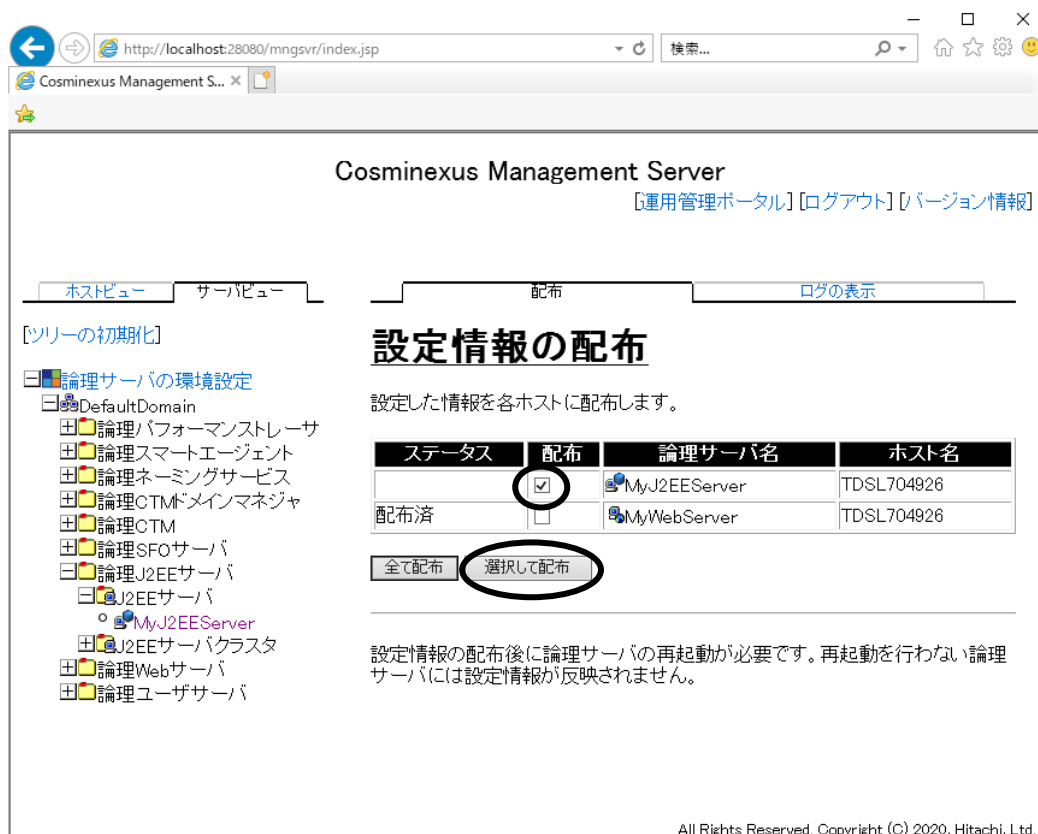 http://localhost:28080/mngsvr/index.jsp
検索...
Cosminexus Management S...
Cosminexus Management Server
[運用管理ポータル] [ログアウト] [バージョン情報]
ホストビュー サーバビュー 配布 ログの表示
[ツリーの初期化]
論理サーバの環境設定
DefaultDomain
論理パフォーマンストレーサ
論理スマートエージェント
論理ネーミングサービス
論理CTMドメインマネジャ
論理CTM
論理SFOサーバ
論理J2EEサーバ
J2EEサーバ
MyJ2EEServer
J2EEサーバクラスタ
論理Webサーバ
論理ユーザサーバ
設定情報の配布
設定した情報を各ホストに配布します。
ステータス 配布 論理サーバ名 ホスト名
MyJ2EEServer TDSL704926
配布済 MyWebServer TDSL704926
全て配布 選択して配布
設定情報の配布後に論理サーバの再起動が必要です。再起動を行わない論理
サーバには設定情報が反映されません。
All Rights Reserved. Copyright (C) 2020, Hitachi, Ltd.